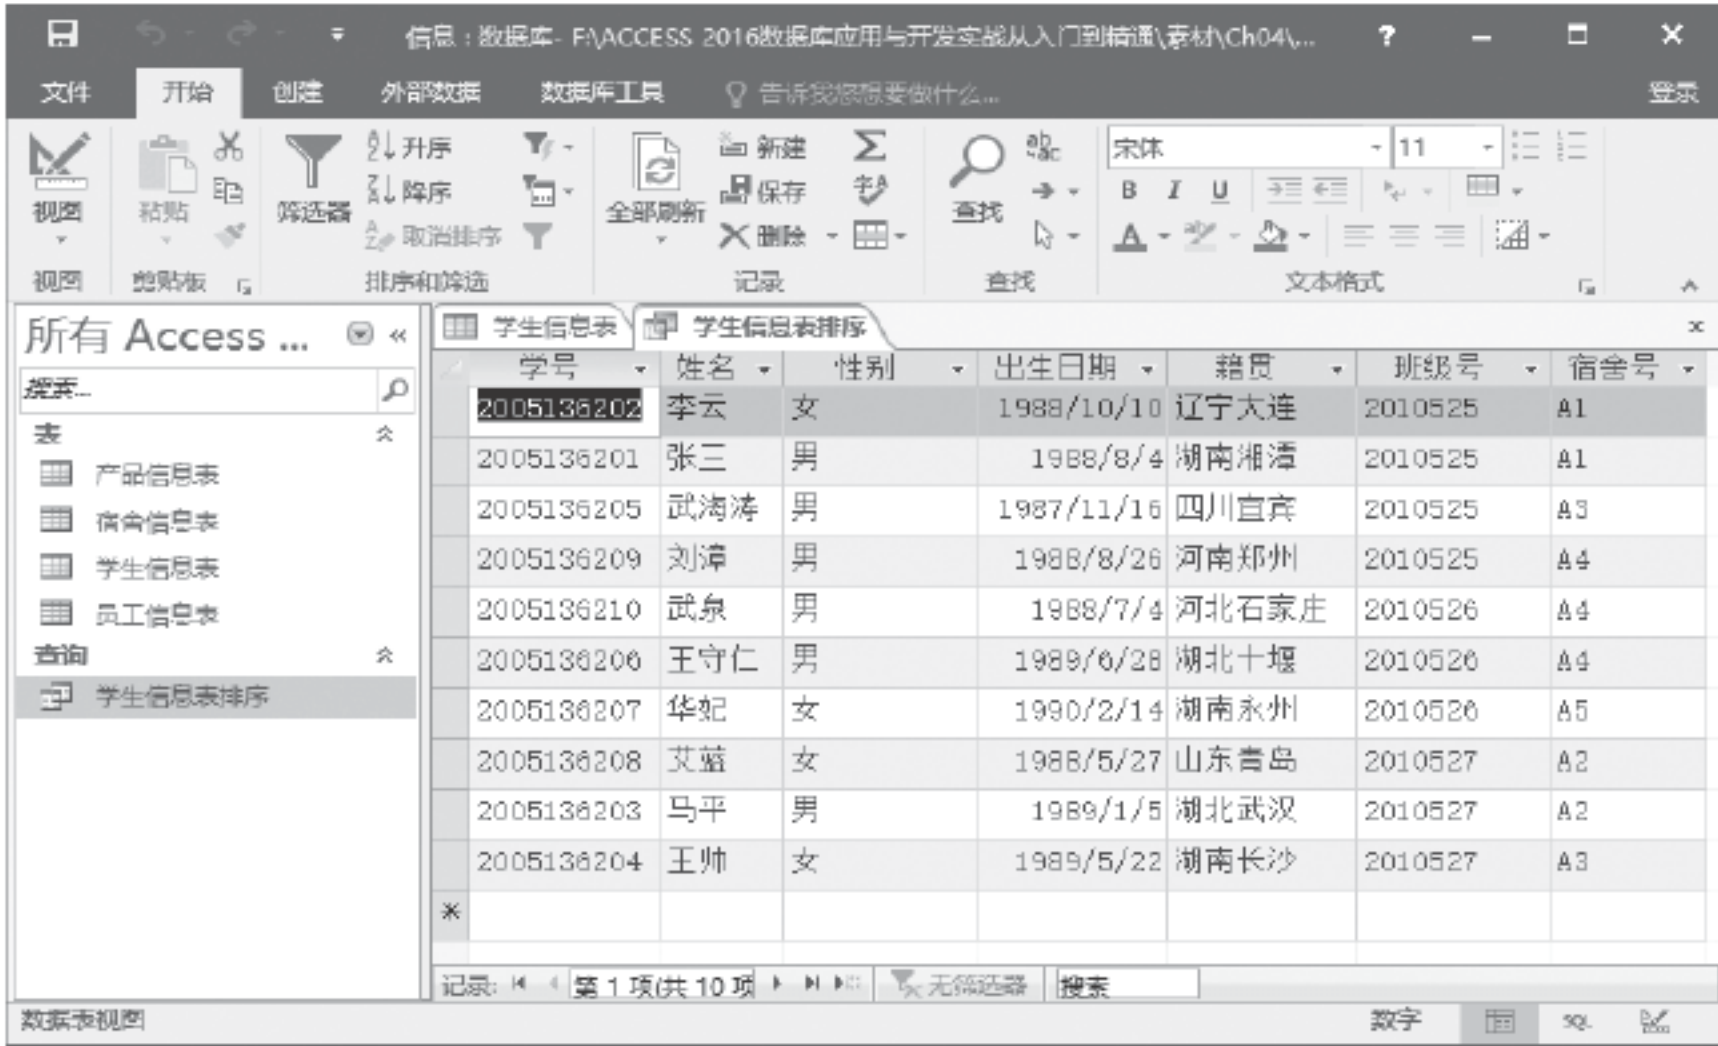 信息：数据库- F:\ACCESS 2016数据库应用与开发实战从入门到精通\素材\Ch04\...
?
文件 开始 创建 外部数据 数据库工具 告诉我您想要做什么... 登录
视图 粘贴 筛选器 升序 降序 取消排序 全部刷新 新建 保存 删除 查找 宋体 11
B I U
A
视图 剪贴板 排序和筛选 记录 查找 文本格式
所有 Access ... «
搜索...
表
产品信息表
宿舍信息表
学生信息表
员工信息表
查询
学生信息表排序
学生信息表 学生信息表排序 ×
学号 姓名 性别 出生日期 籍贯 班级号 宿舍号
2005136202 李云 女 1988/10/10 辽宁大连 2010525 A1
2005136201 张三 男 1988/8/4 湖南湘潭 2010525 A1
2005136205 武海涛 男 1987/11/16 四川宜宾 2010525 A3
2005136209 刘漳 男 1988/8/26 河南郑州 2010525 A4
2005136210 武泉 男 1988/7/4 河北石家庄 2010526 A4
2005136206 王守仁 男 1989/6/28 湖北十堰 2010526 A4
2005136207 华妃 女 1990/2/14 湖南永州 2010526 A5
2005136208 艾蓝 女 1988/5/27 山东青岛 2010527 A2
2005136203 马平 男 1989/1/5 湖北武汉 2010527 A2
2005136204 王帅 女 1989/5/22 湖南长沙 2010527 A3
*
记录: 第 1 项(共 10 项 无筛选器 搜索
数据表视图 数字 SQL